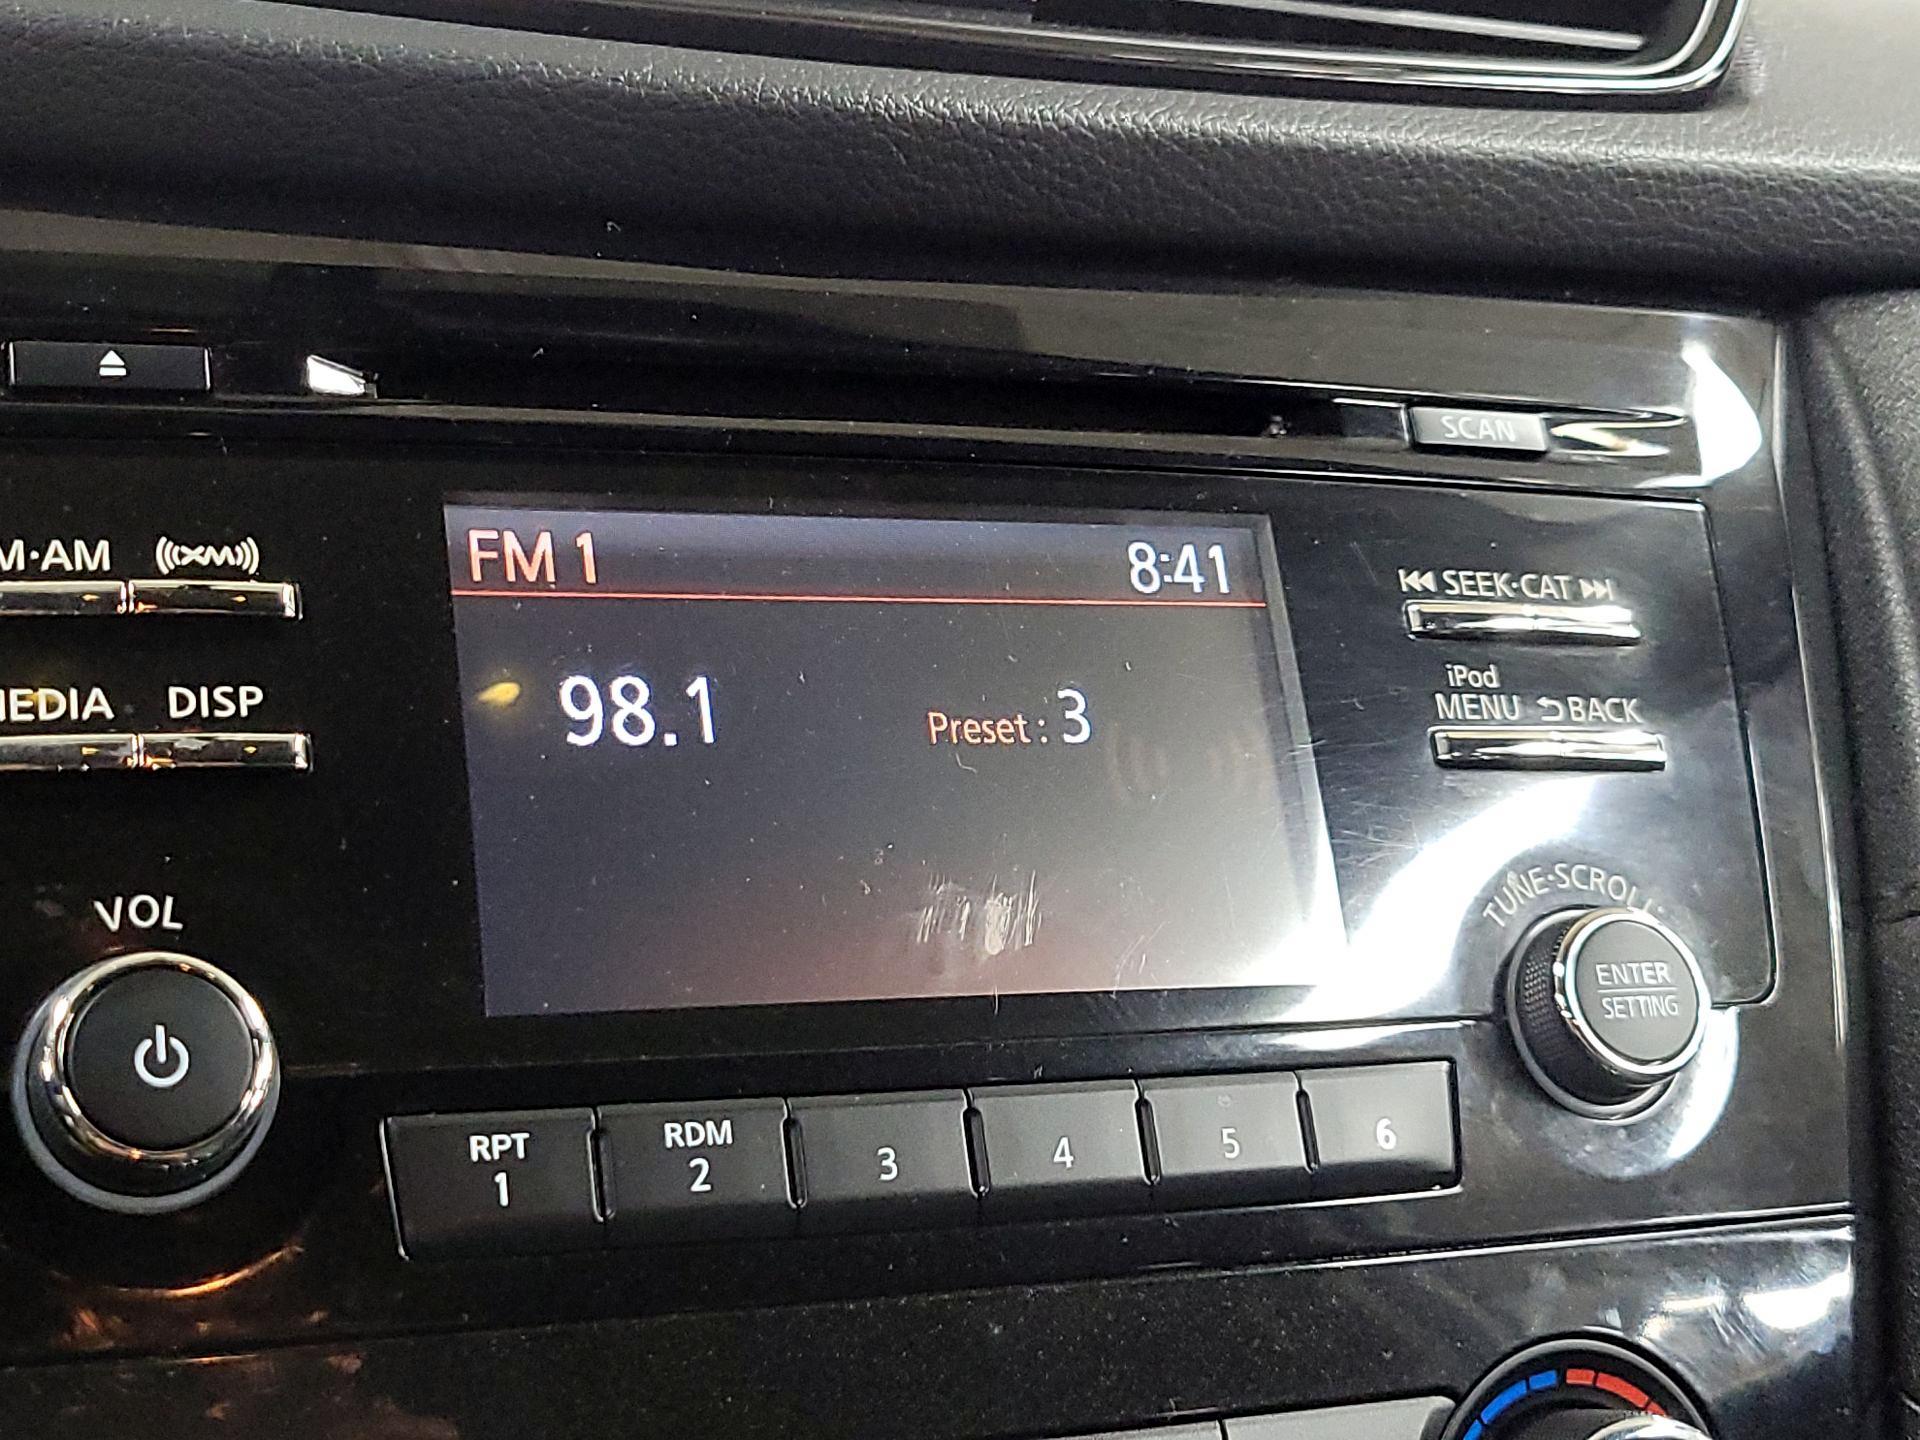 SCAN
M·AM XM
FM 1 8:41
SEEK·CAT
98.1 Preset : 3
iPod
MENU BACK
EDIA DISP
VOL
TUNE·SCROLL
ENTER
SETTING
RPT RDM
1 2 3 4 5 6